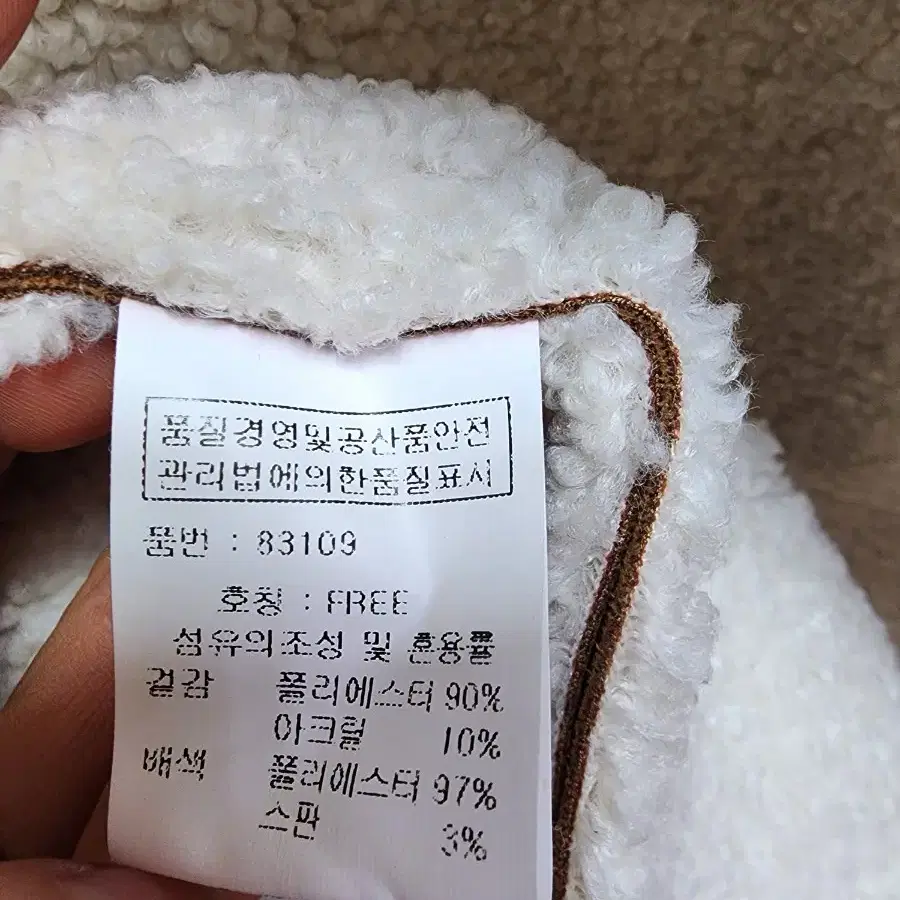 품질경영및공산품안전
관리법에의한품질표시
품번 : 83109
호칭 : FREE
섬유의조성 및 혼용률
겉감 폴리에스터 90%
아크릴 10%
배색 폴리에스터 97%
스판 3%